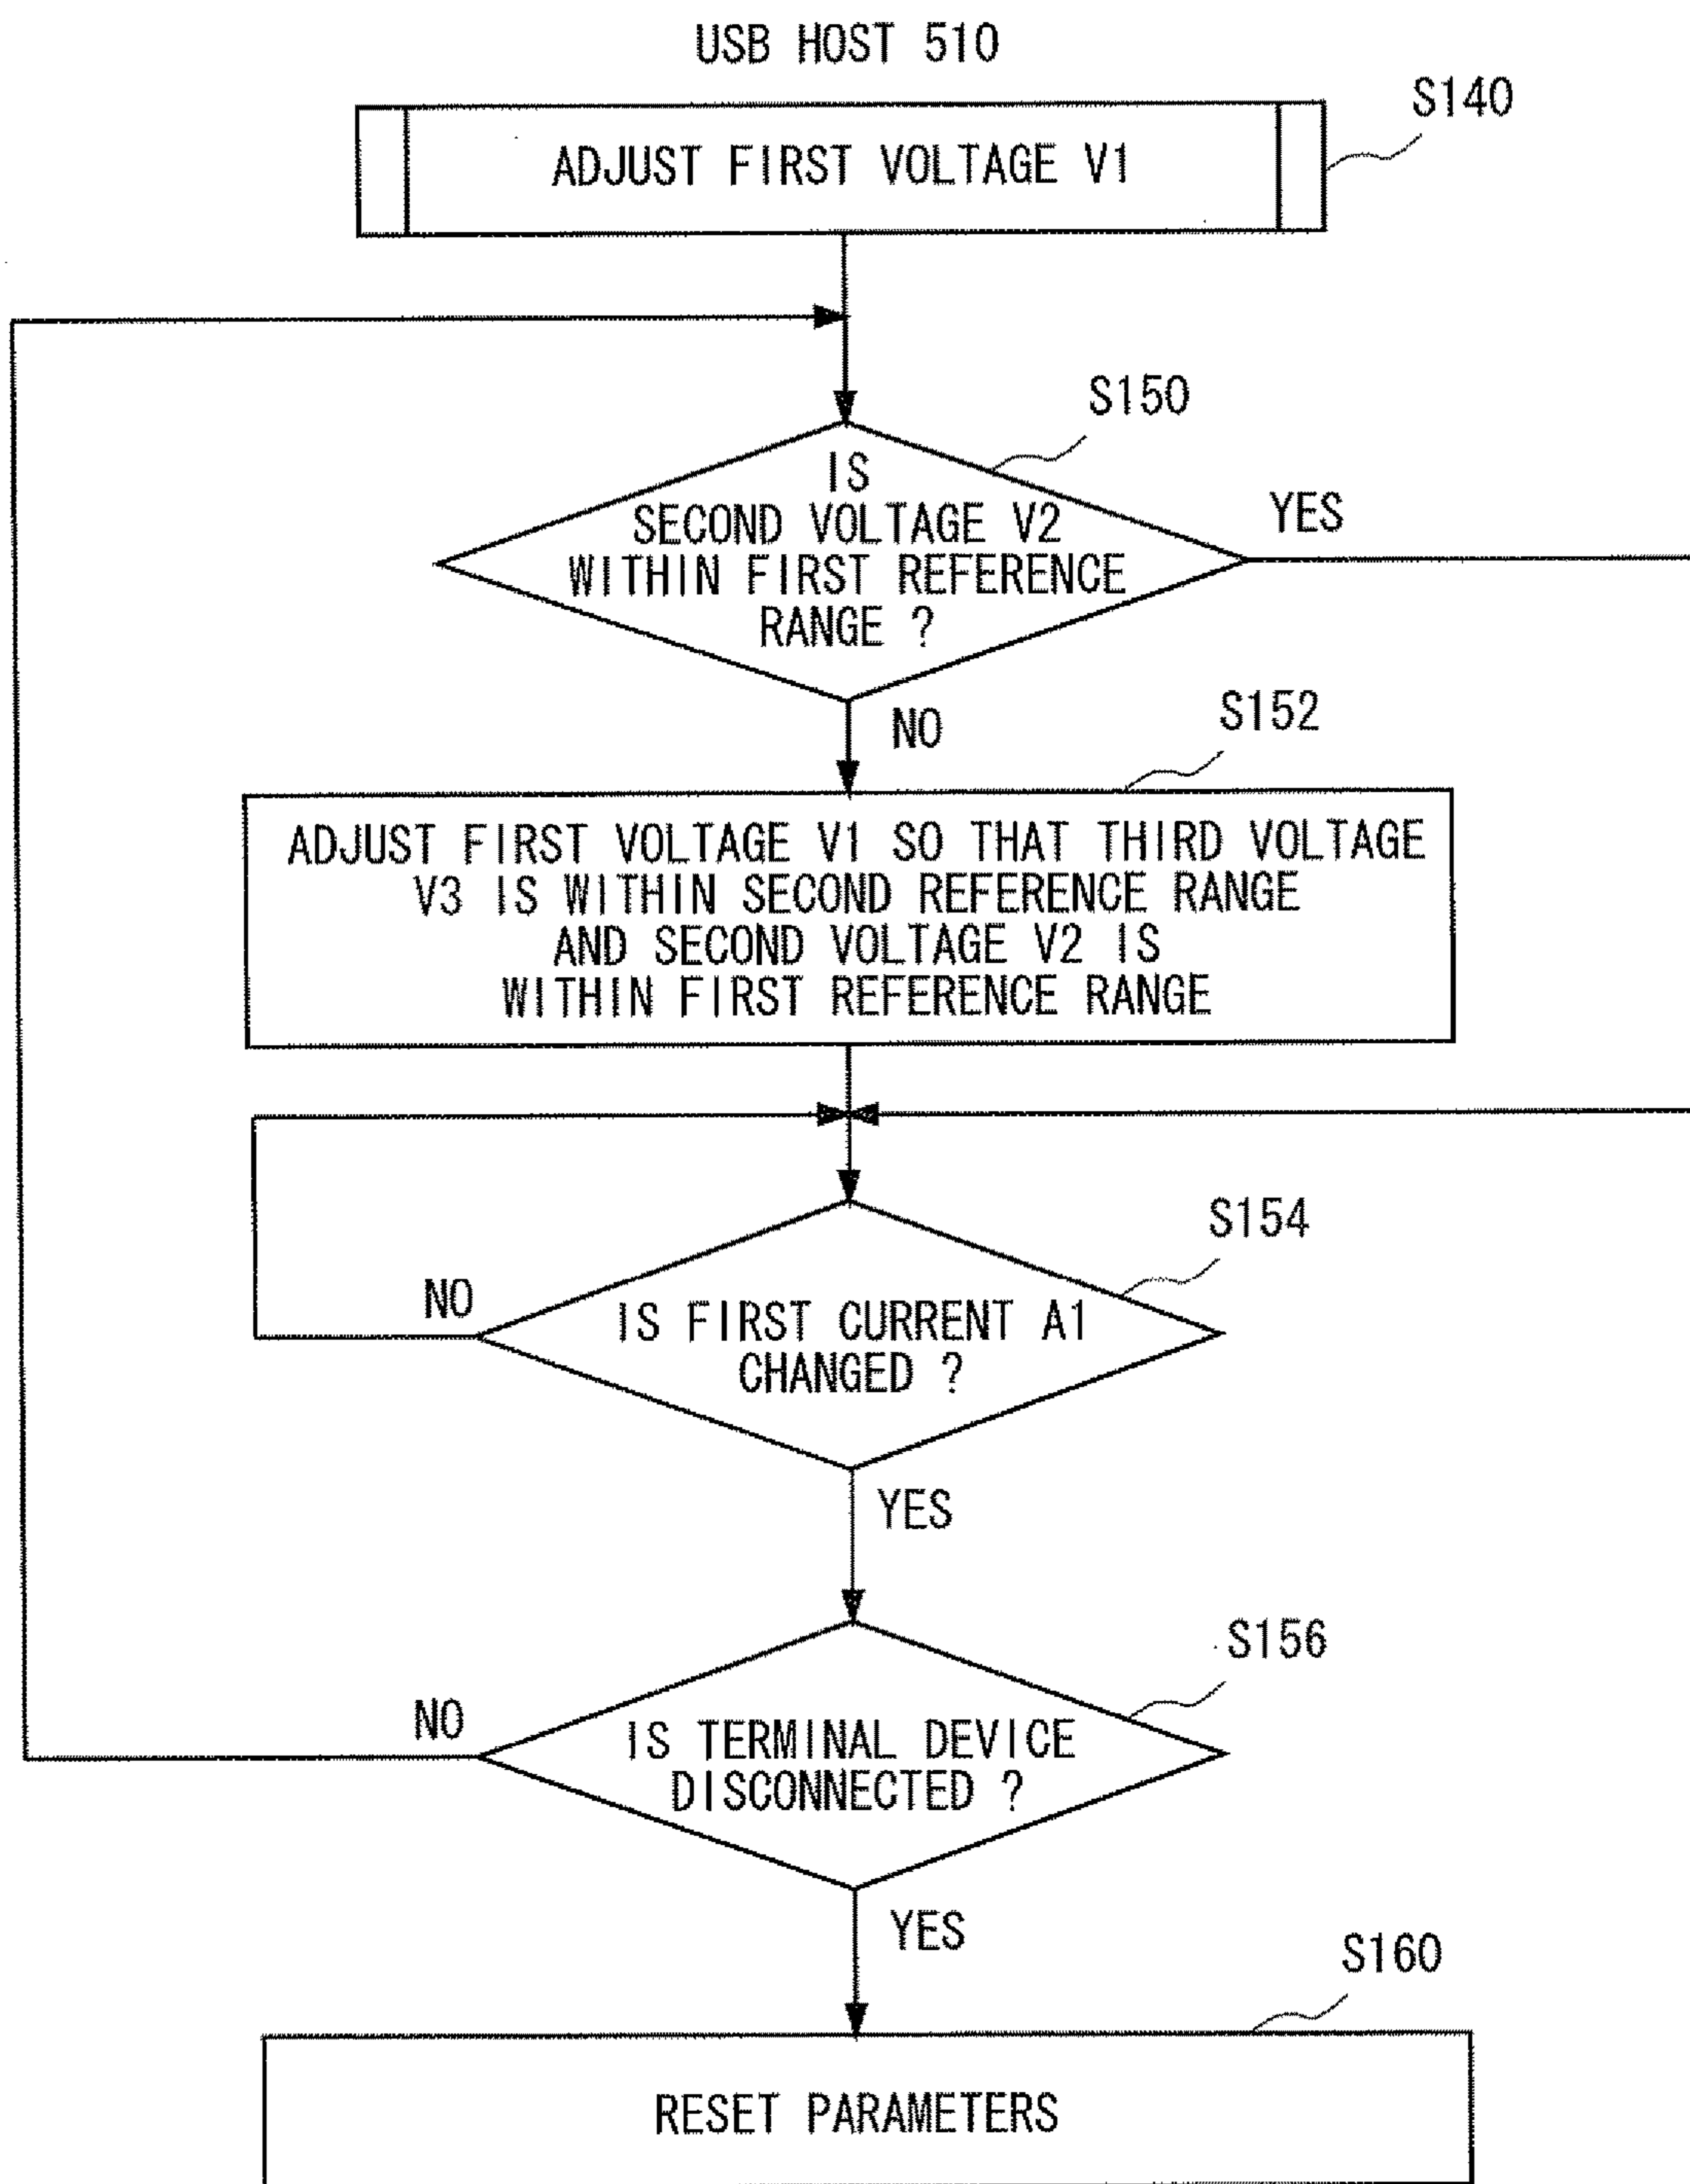 USB HOST 510
S140
ADJUST FIRST VOLTAGE V1
S150
IS
SECOND VOLTAGE V2
WITHIN FIRST REFERENCE
RANGE ?
YES
NO
S152
ADJUST FIRST VOLTAGE V1 SO THAT THIRD VOLTAGE
V3 IS WITHIN SECOND REFERENCE RANGE
AND SECOND VOLTAGE V2 IS
WITHIN FIRST REFERENCE RANGE
S154
NO
IS FIRST CURRENT A1
CHANGED ?
YES
S156
NO
IS TERMINAL DEVICE
DISCONNECTED ?
YES
S160
RESET PARAMETERS